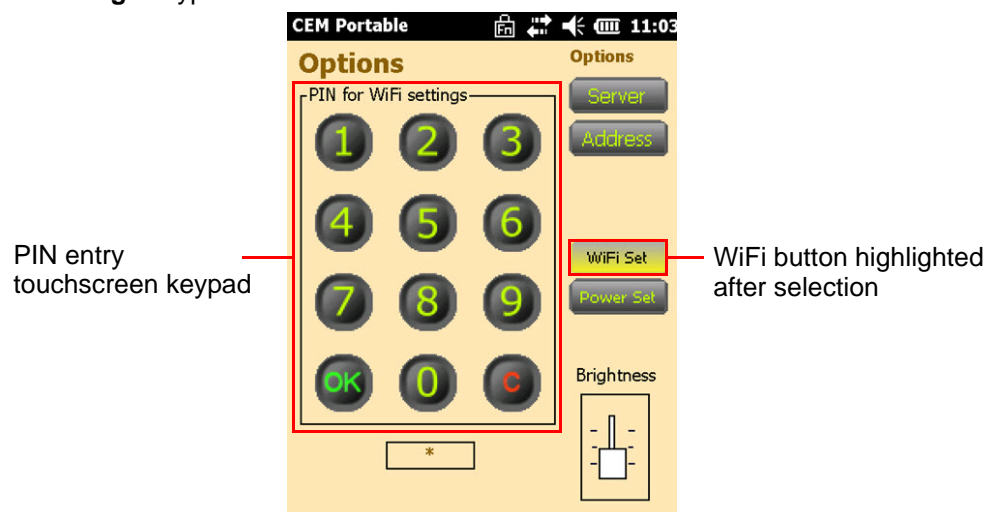 CEM Portable Fn 11:03
Options Options
PIN for WiFi settings Server
1 2 3 Address
4 5 6
PIN entry
touchscreen keypad
WiFi Set
WiFi button highlighted
after selection
7 8 9 Power Set
OK 0 C Brightness
*